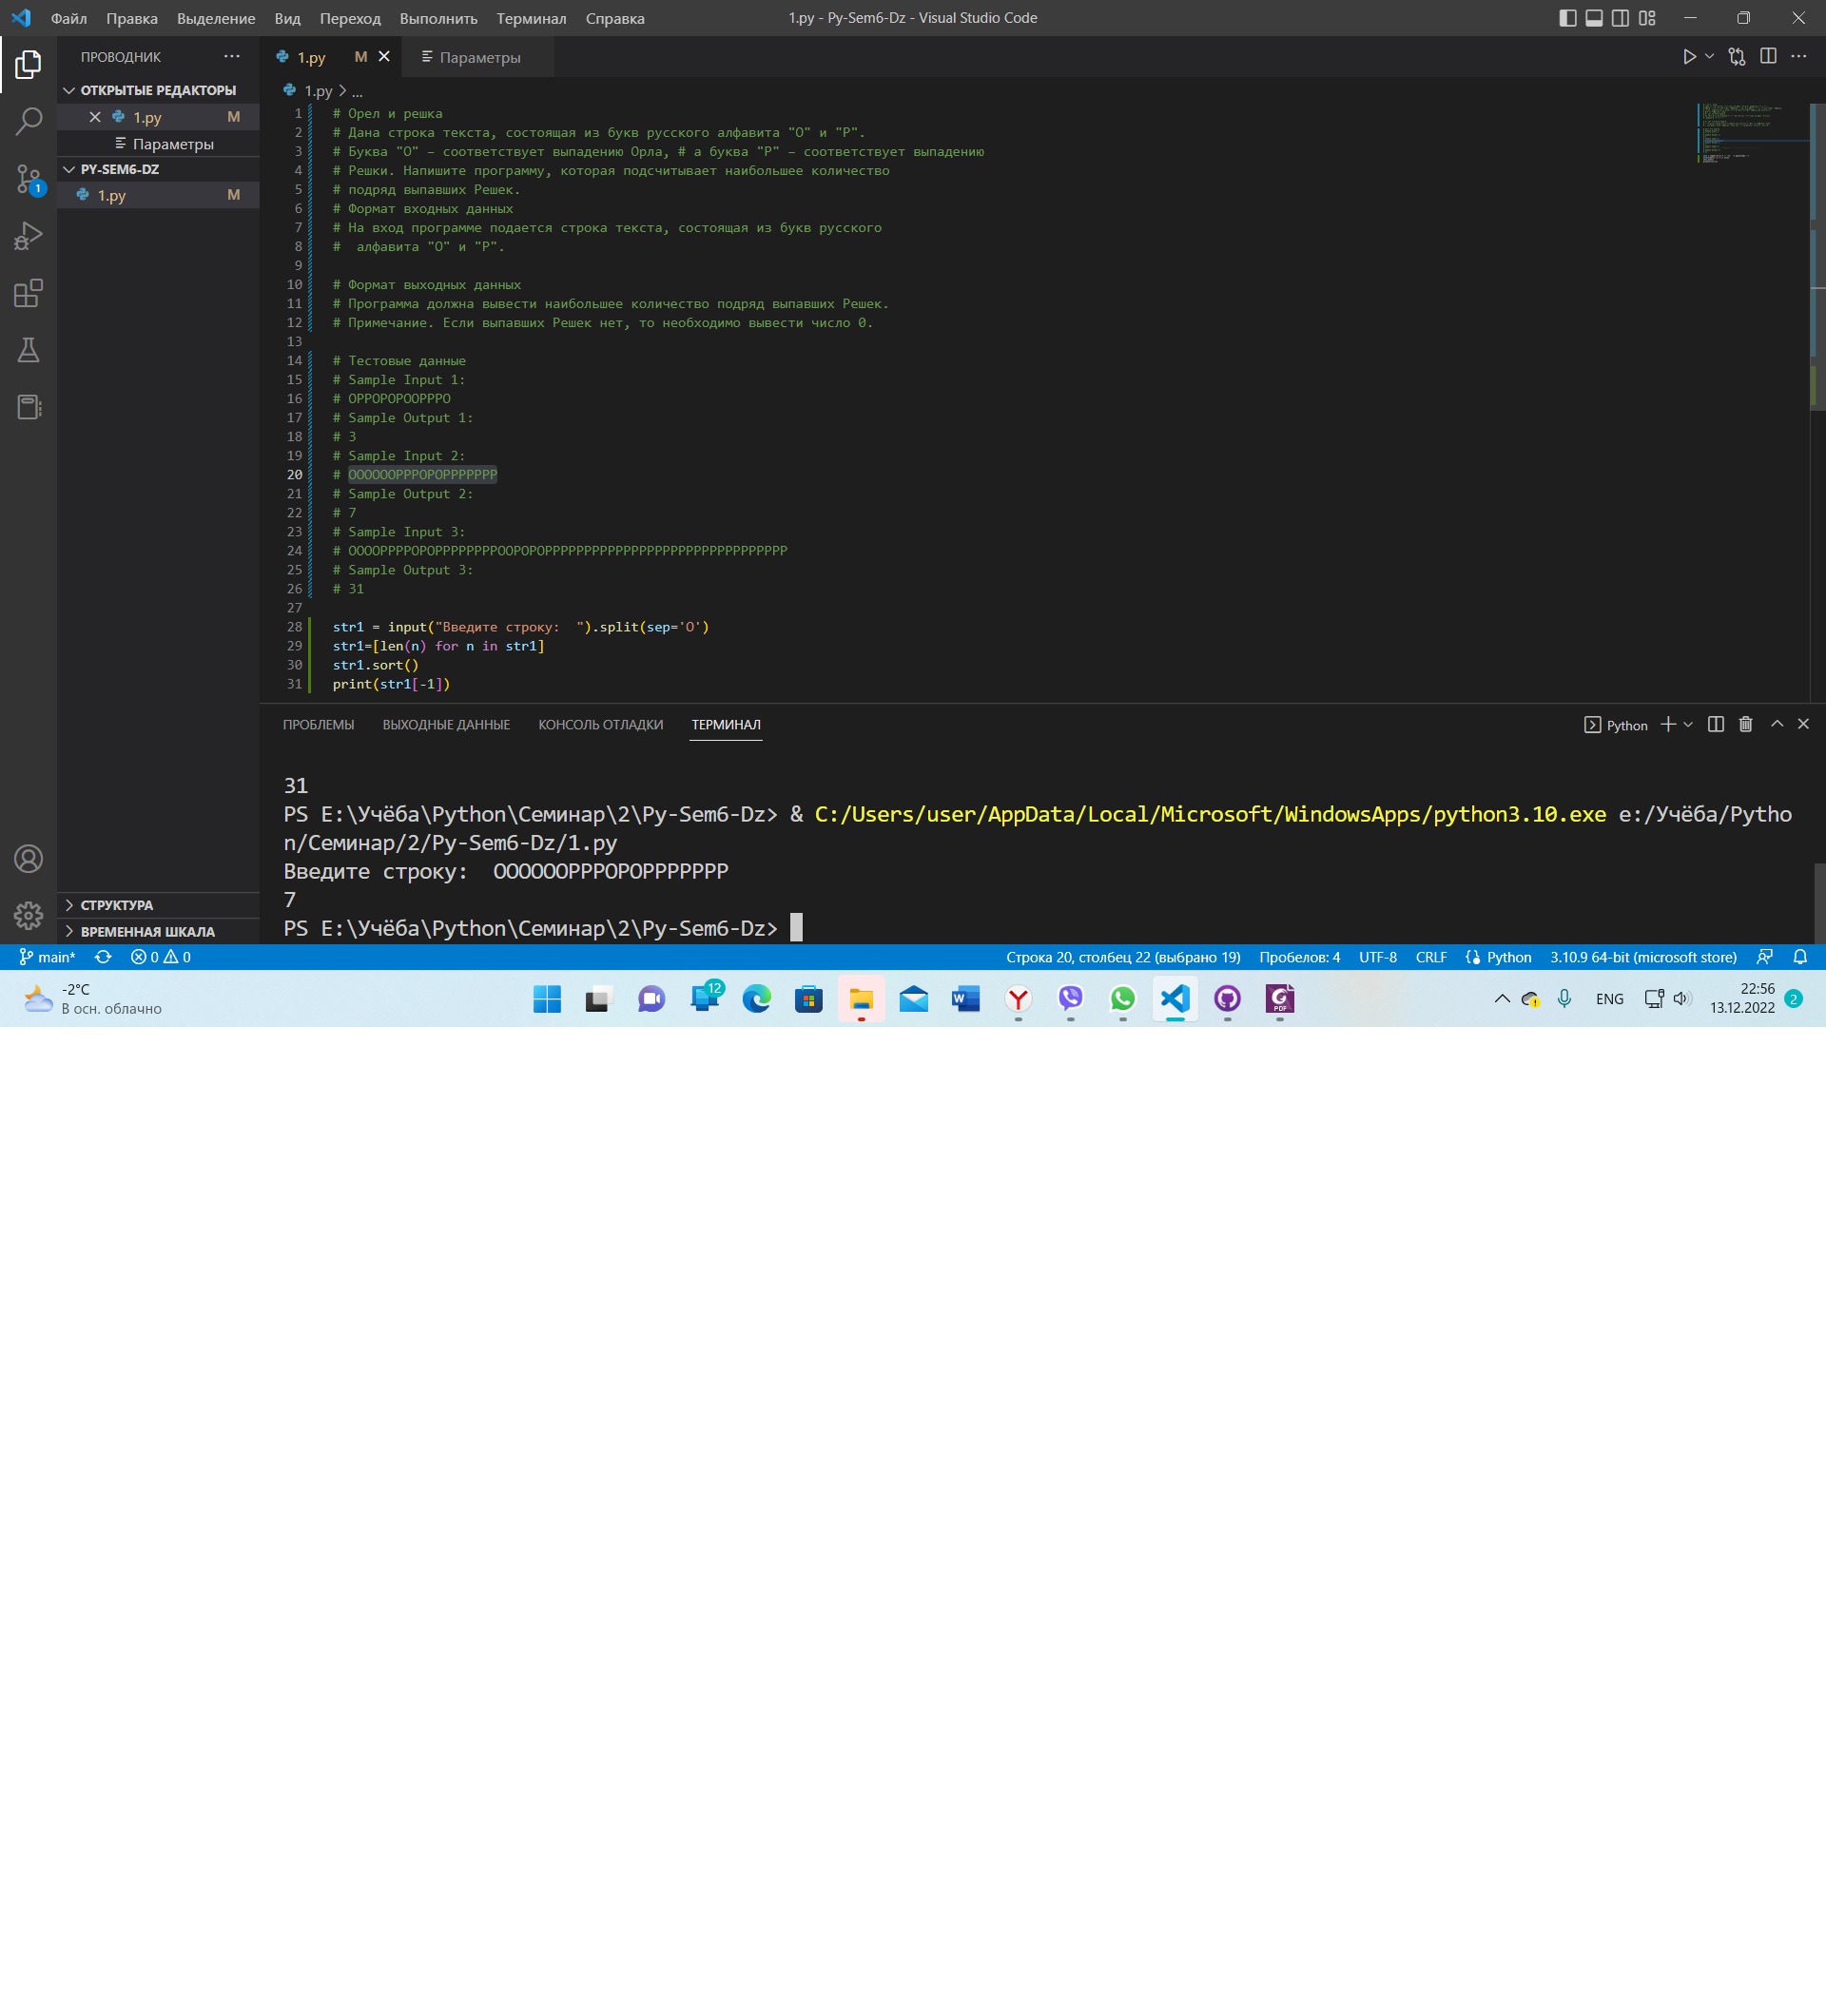 Файл Правка Выделение Вид Переход Выполнить Терминал Справка
1.py - Py-Sem6-Dz - Visual Studio Code
ПРОВОДНИК
ОТКРЫТЫЕ РЕДАКТОРЫ
1.py M
Параметры
PY-SEM6-DZ
1.py M
1
СТРУКТУРА
ВРЕМЕННАЯ ШКАЛА
1.py M
Параметры
1.py > ...
1 # Орел и решка
2 # Дана строка текста, состоящая из букв русского алфавита "О" и "Р".
3 # Буква "О" – соответствует выпадению Орла, # а буква "Р" – соответствует выпадению
4 # Решки. Напишите программу, которая подсчитывает наибольшее количество
5 # подряд выпавших Решек.
6 # Формат входных данных
7 # На вход программе подается строка текста, состоящая из букв русского
8 #  алфавита "О" и "Р".
9
10 # Формат выходных данных
11 # Программа должна вывести наибольшее количество подряд выпавших Решек.
12 # Примечание. Если выпавших Решек нет, то необходимо вывести число 0.
13
14 # Тестовые данные
15 # Sample Input 1:
16 # ОРРОРОРООРРРО
17 # Sample Output 1:
18 # 3
19 # Sample Input 2:
20 # ООООООРРРОРОРРРРРРР
21 # Sample Output 2:
22 # 7
23 # Sample Input 3:
24 # ООООРРРРОРОРРРРРРРРООРОРОРРРРРРРРРРРРРРРРРРРРРРРРРРРРРРР
25 # Sample Output 3:
26 # 31
27
28 str1 = input("Введите строку:  ").split(sep='О')
29 str1=[len(n) for n in str1]
30 str1.sort()
31 print(str1[-1])
ПРОБЛЕМЫ ВЫХОДНЫЕ ДАННЫЕ КОНСОЛЬ ОТЛАДКИ ТЕРМИНАЛ
Python
31
PS E:\Учёба\Python\Семинар\2\Py-Sem6-Dz> & C:/Users/user/AppData/Local/Microsoft/WindowsApps/python3.10.exe e:/Учёба/Pytho
n/Семинар/2/Py-Sem6-Dz/1.py
Введите строку:  ООООООРРРОРОРРРРРРР
7
PS E:\Учёба\Python\Семинар\2\Py-Sem6-Dz>
main* 0 0 Строка 20, столбец 22 (выбрано 19) Пробелов: 4 UTF-8 CRLF Python 3.10.9 64-bit (microsoft store)
-2°C
В осн. облачно
12
W
PDF
ENG
22:56
13.12.2022
2